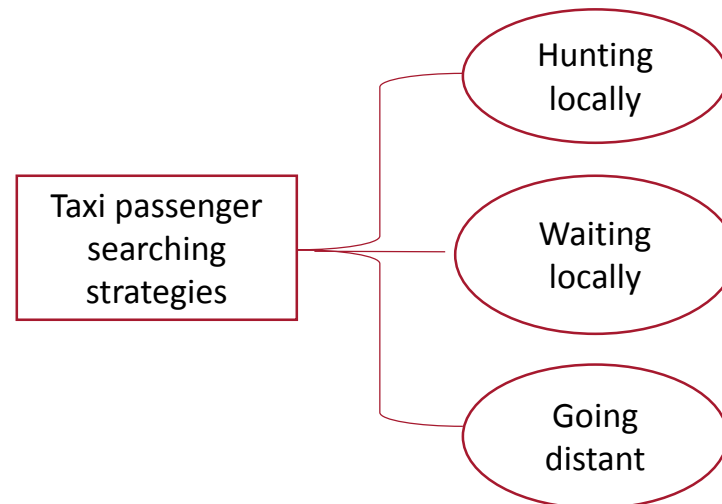 Taxi passenger
searching
strategies
Hunting
locally
Waiting
locally
Going
distant